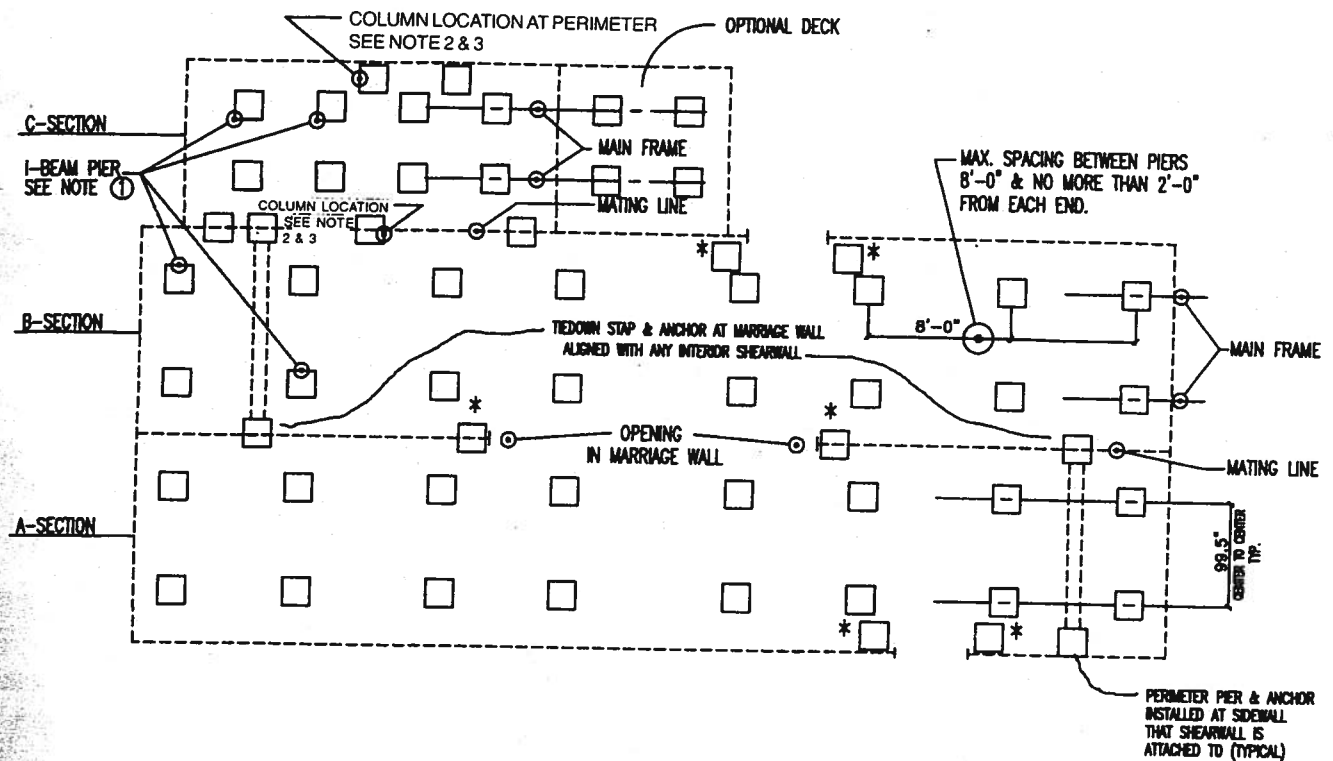 COLUMN LOCATION AT PERIMETER
SEE NOTE 2 & 3
OPTIONAL DECK
C-SECTION
I-BEAM PIER
SEE NOTE 1
MAIN FRAME
MAX. SPACING BETWEEN PIERS
8'-0" & NO MORE THAN 2'-0"
FROM EACH END.
COLUMN LOCATION
SEE NOTE
2 & 3
MATING LINE
*
*
B-SECTION
TIEDOWN STAP & ANCHOR AT MARRIAGE WALL
ALIGNED WITH ANY INTERIOR SHEARWALL
8'-0"
MAIN FRAME
*
*
OPENING
IN MARRIAGE WALL
MATING LINE
A-SECTION
99.5"
CENTER TO CENTER
TYP.
*
*
PERIMETER PIER & ANCHOR
INSTALLED AT SIDEWALL
THAT SHEARWALL IS
ATTACHED TO (TYPICAL)